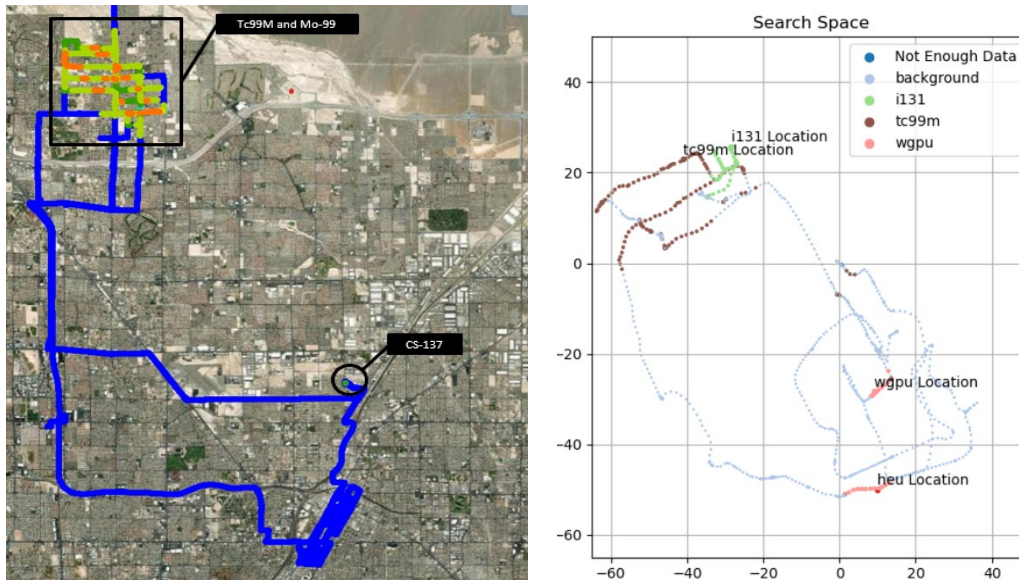 Tc99M and Mo-99
CS-137
Search Space
Not Enough Data
background
i131
tc99m
wgpu
i131 Location
tc99m Location
wgpu Location
heu Location
40
20
0
−20
−40
−60
−60
−40
−20
0
20
40